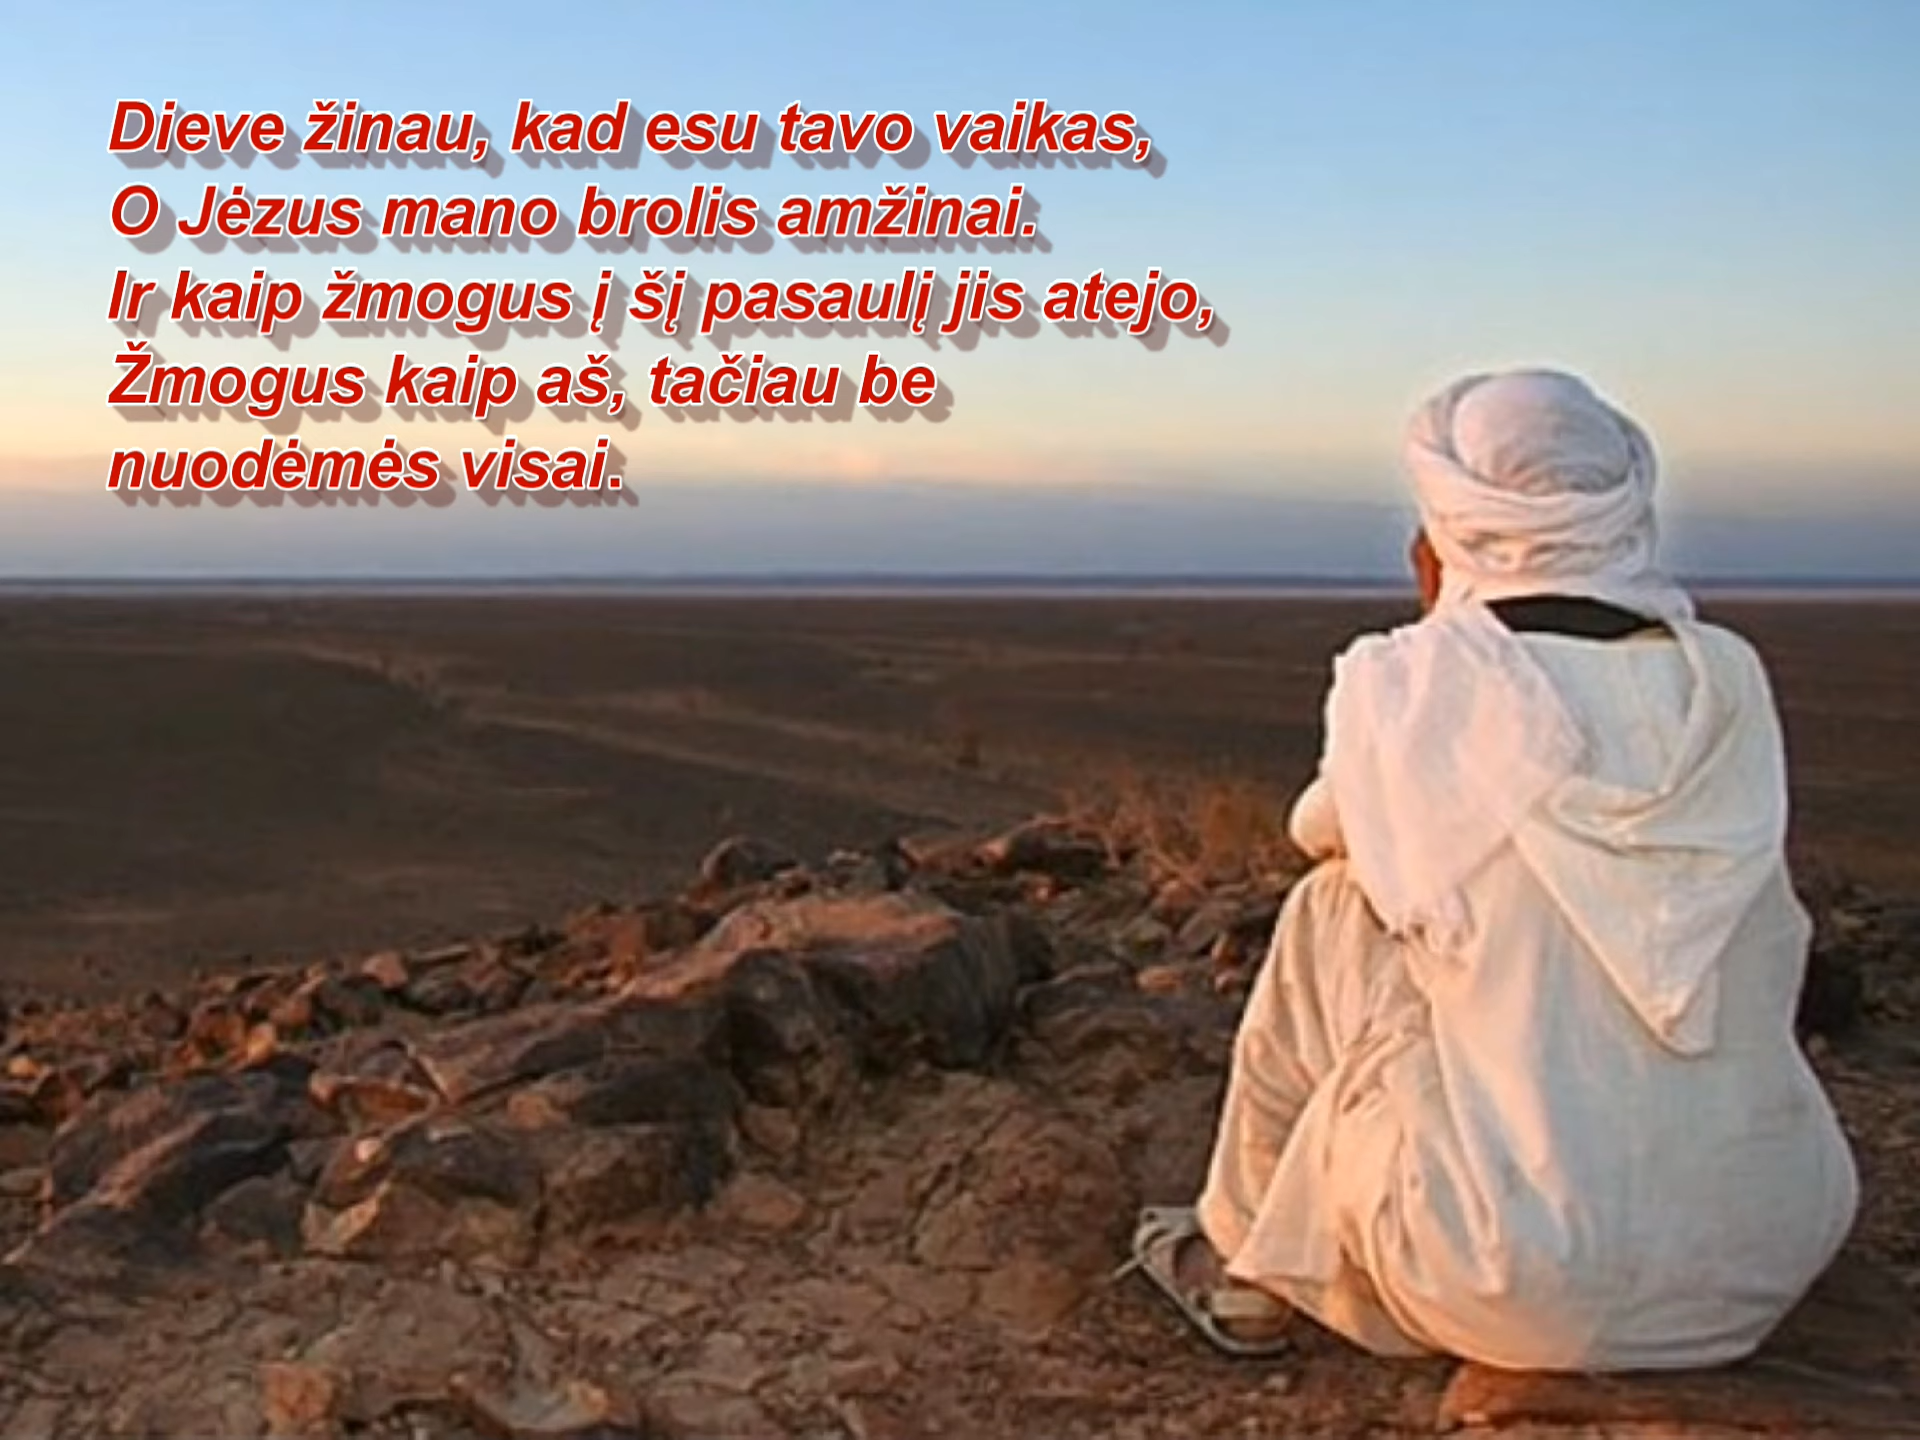 Dieve žinau, kad esu tavo vaikas,
O Jėzus mano brolis amžinai.
Ir kaip žmogus į šį pasaulį jis atejo,
Žmogus kaip aš, tačiau be
nuodėmės visai.